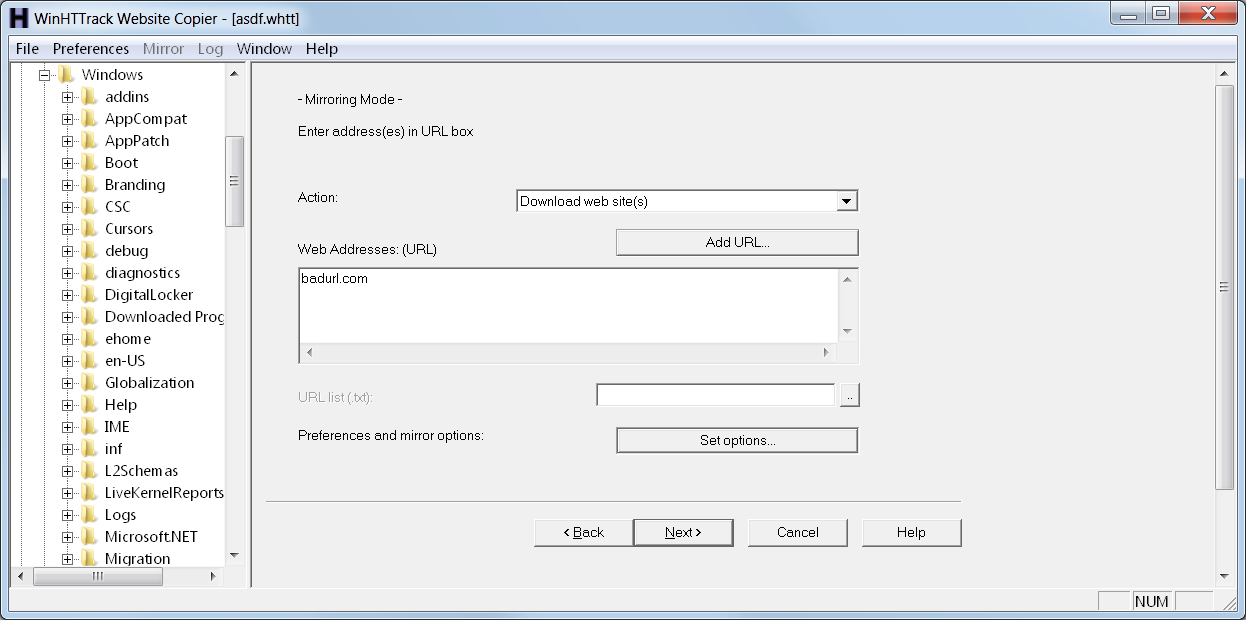 WinHTTrack Website Copier - [asdf.whtt]
File Preferences Mirror Log Window Help
Windows
addins
AppCompat
AppPatch
Boot
Branding
CSC
Cursors
debug
diagnostics
DigitalLocker
Downloaded Prog
ehome
en-US
Globalization
Help
IME
inf
L2Schemas
LiveKernelReports
Logs
Microsoft.NET
Migration
- Mirroring Mode -
Enter address(es) in URL box
Action:
Download web site(s)
Web Addresses: (URL)
Add URL...
badurl.com
URL list (.txt):
..
Preferences and mirror options:
Set options...
< Back
Next >
Cancel
Help
NUM